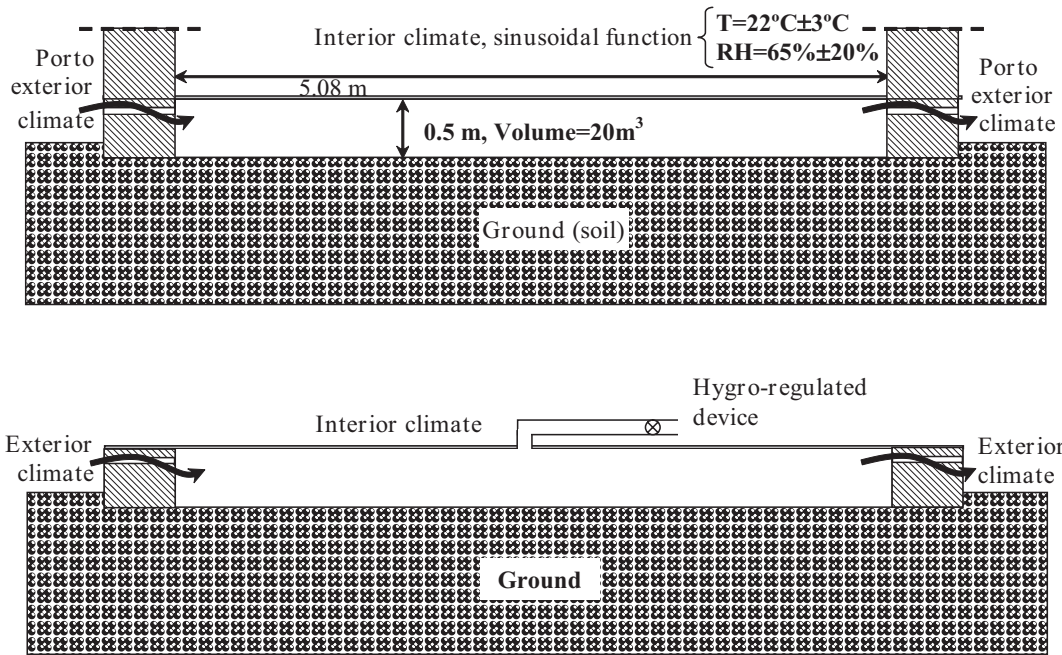 Interior climate, sinusoidal function
T=22ºC±3ºC
RH=65%±20%
Porto
exterior
climate
5.08 m
Porto
exterior
climate
0.5 m, Volume=20m³
Ground (soil)
Hygro-regulated
device
Interior climate
Exterior
climate
Exterior
climate
Ground